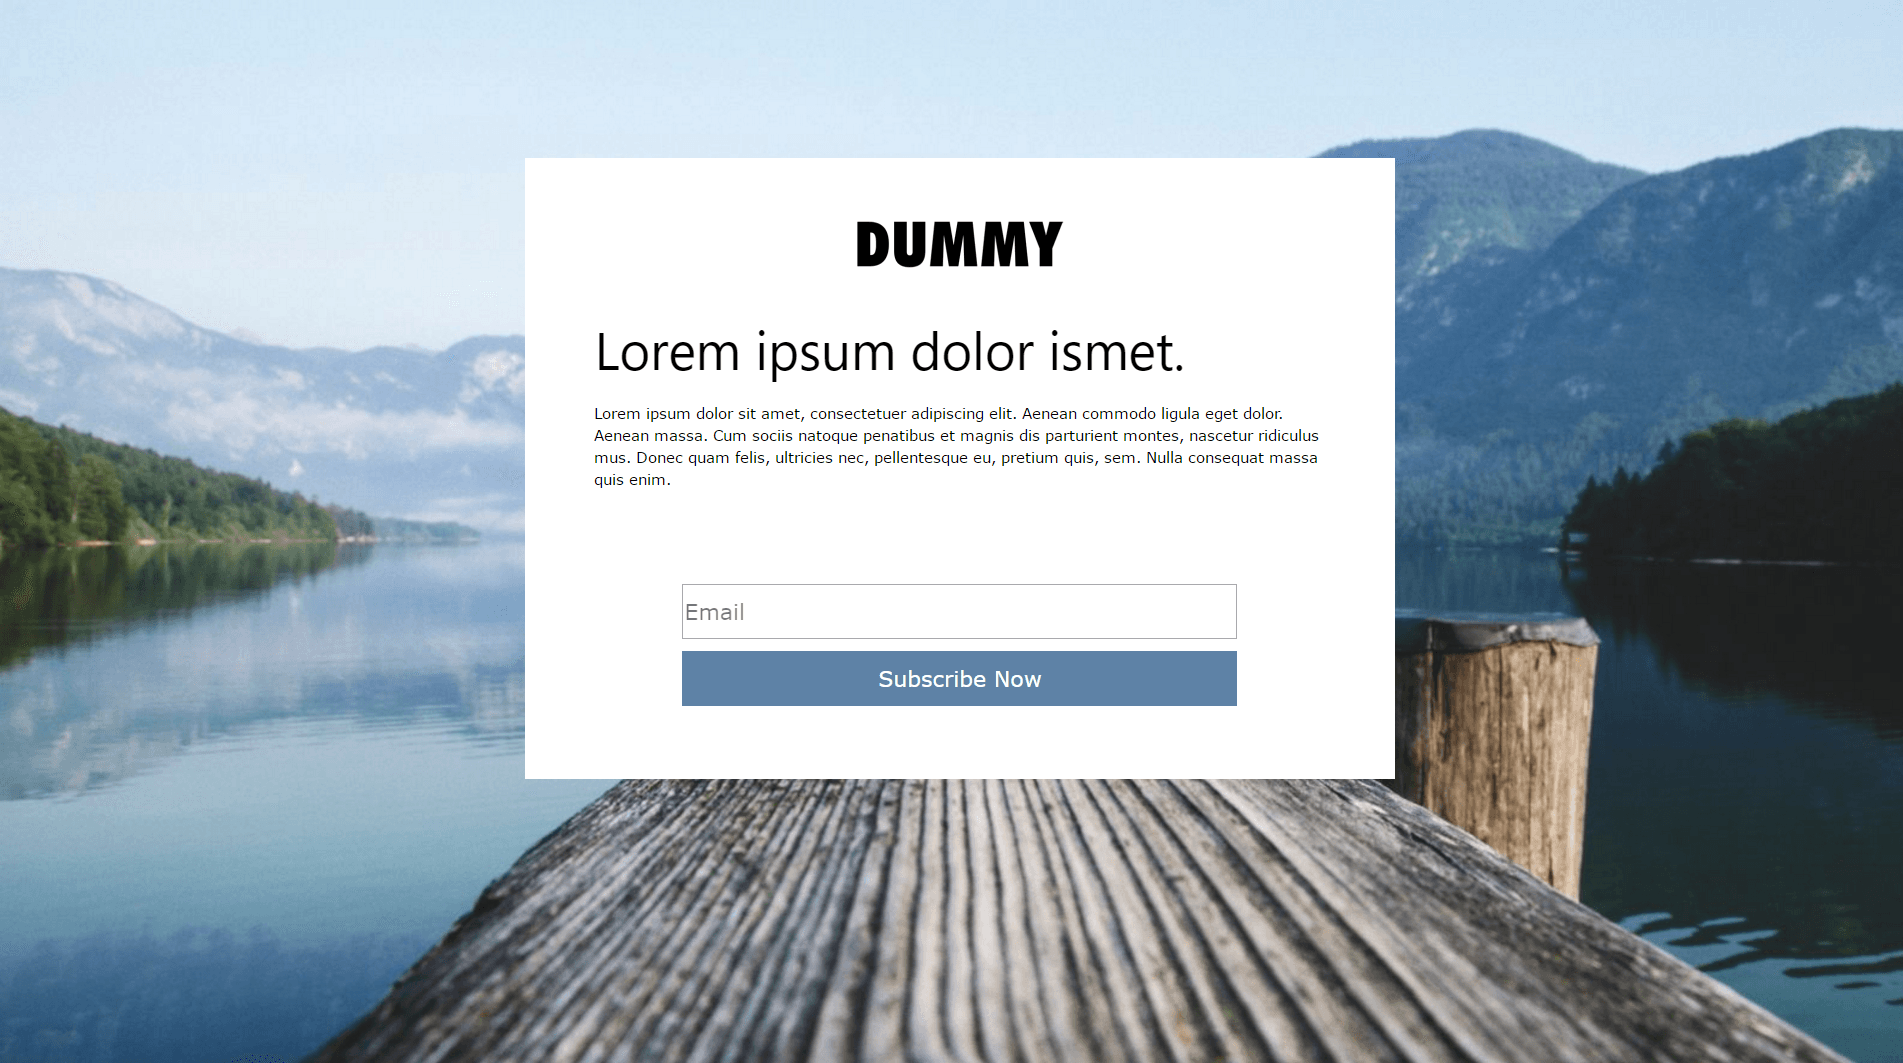 DUMMY
Lorem ipsum dolor ismet.
Lorem ipsum dolor sit amet, consectetuer adipiscing elit. Aenean commodo ligula eget dolor.
Aenean massa. Cum sociis natoque penatibus et magnis dis parturient montes, nascetur ridiculus
mus. Donec quam felis, ultricies nec, pellentesque eu, pretium quis, sem. Nulla consequat massa
quis enim.
Email
Subscribe Now